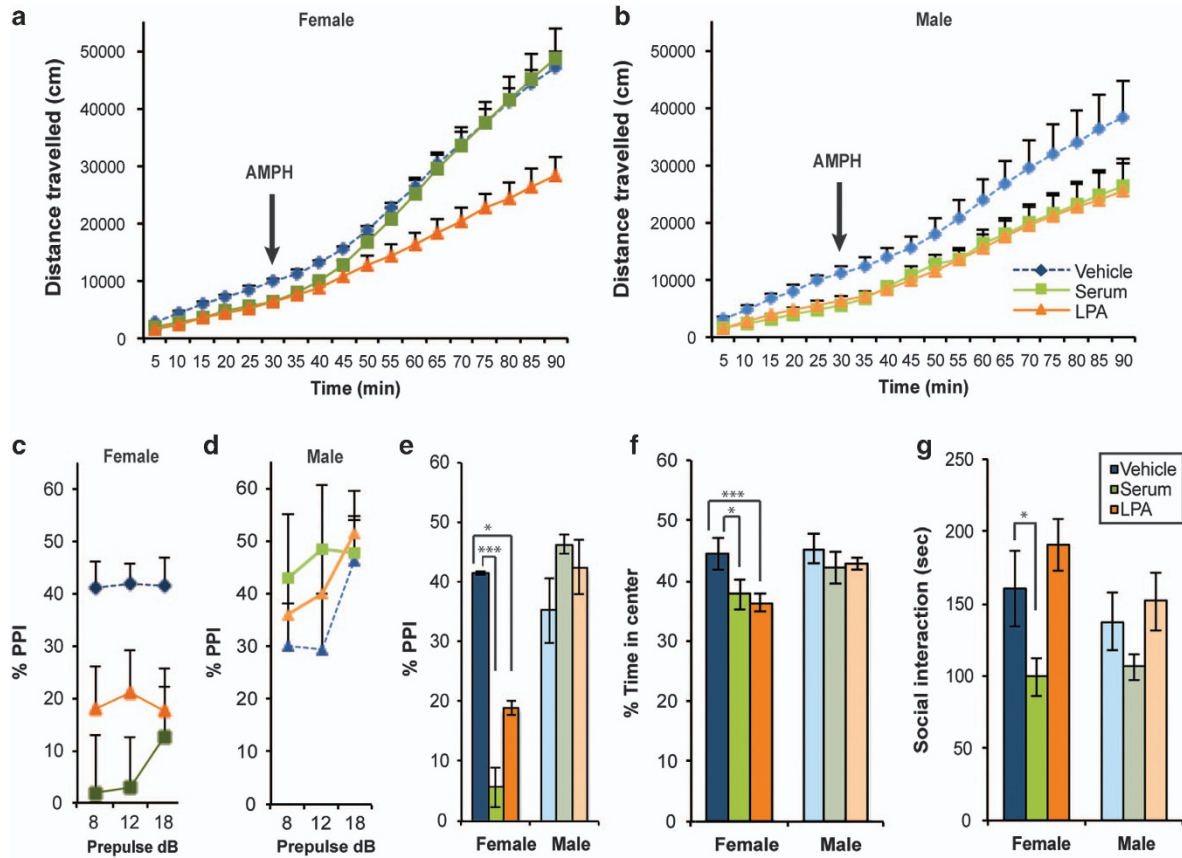 a
Female
Distance travelled (cm)
50000
40000
30000
20000
10000
0
AMPH
5 10 15 20 25 30 35 40 45 50 55 60 65 70 75 80 85 90
Time (min)
b
Male
Distance travelled (cm)
50000
40000
30000
20000
10000
0
AMPH
Vehicle
Serum
LPA
5 10 15 20 25 30 35 40 45 50 55 60 65 70 75 80 85 90
Time (min)
c
Female
% PPI
60
50
40
30
20
10
0
8 12 18
Prepulse dB
d
Male
% PPI
60
50
40
30
20
10
0
8 12 18
Prepulse dB
e
% PPI
60
50
40
30
20
10
0
*
***
Female Male
f
% Time in center
60
50
40
30
20
10
0
***
*
Female Male
g
Social interaction (sec)
250
200
150
100
50
0
*
Vehicle
Serum
LPA
Female Male